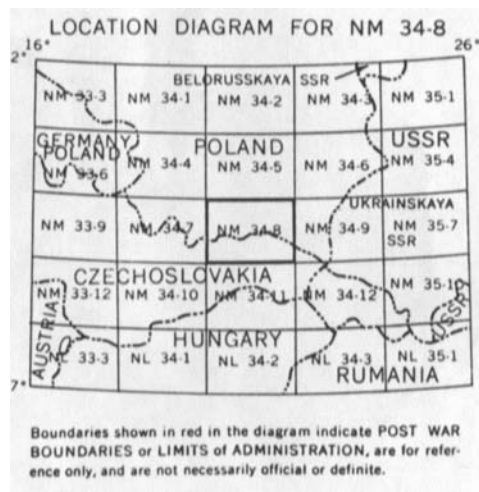 LOCATION DIAGRAM FOR NM 34-8
2° 16° 26°
BELORUSSKAYA SSR
NM 33-3 NM 34-1 NM 34-2 NM 34-3 NM 35-1
GERMANY POLAND USSR
POLAND NM 34-4 NM 34-5 NM 34-6 NM 35-4
NM 33-6
UKRAINSKAYA
NM 33-9 NM 34-7 NM 34-8 NM 34-9 NM 35-7
SSR
CZECHOSLOVAKIA
NM 33-12 NM 34-10 NM 34-11 NM 34-12 NM 35-1
USSR
AUSTRIA
HUNGARY
NL 33-3 NL 34-1 NL 34-2 NL 34-3 NL 35-1
7° RUMANIA
Boundaries shown in red in the diagram indicate POST WAR
BOUNDARIES or LIMITS of ADMINISTRATION, are for refer-
ence only, and are not necessarily official or definite.